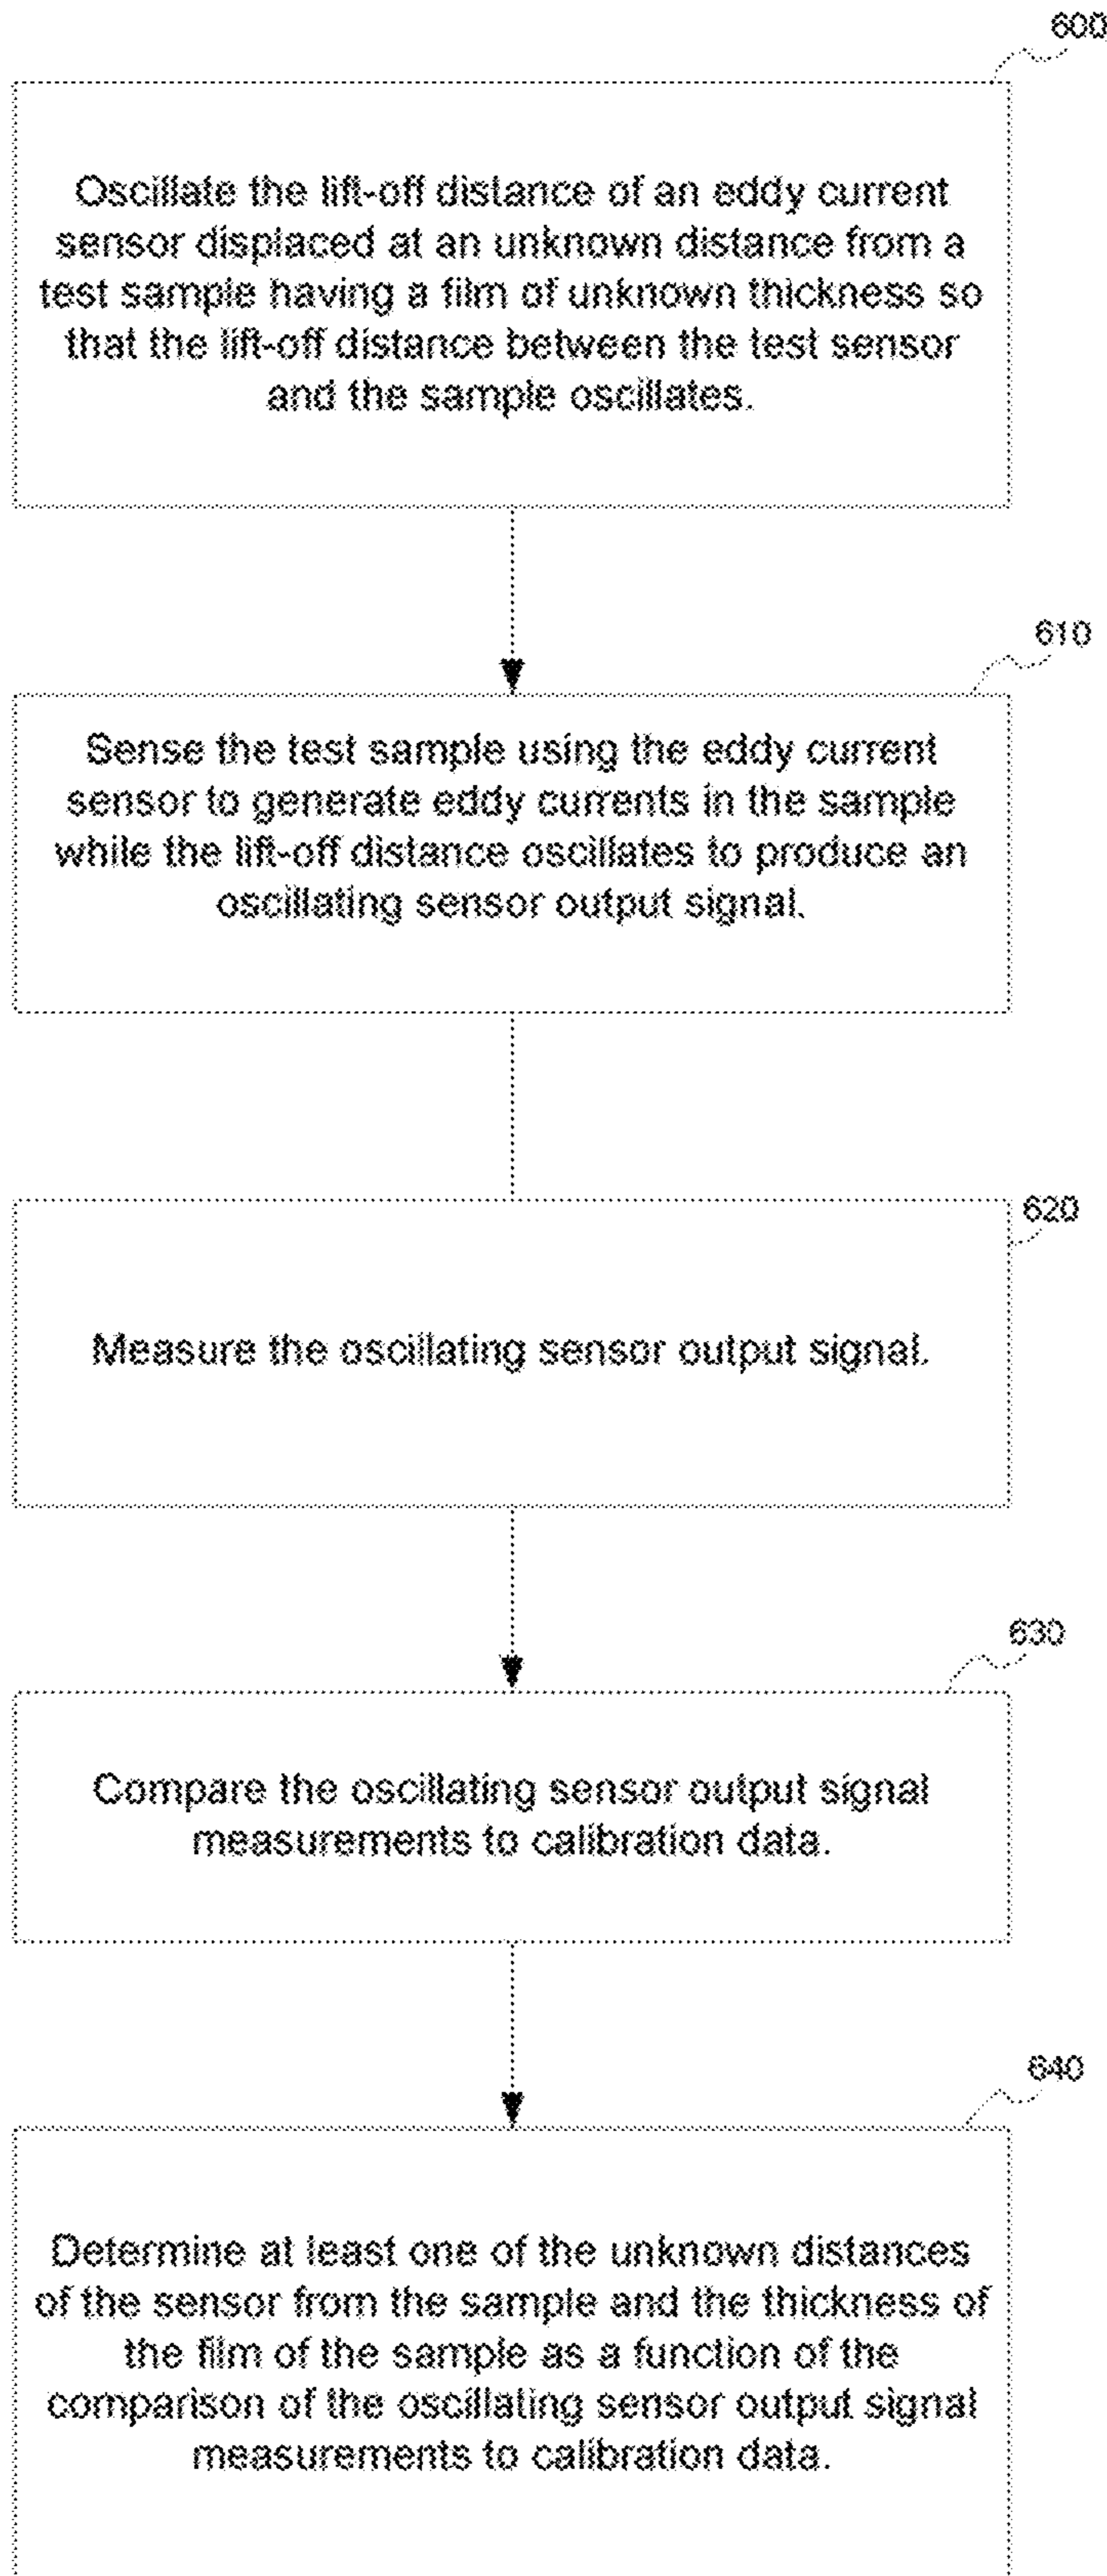 600
Oscillate the lift-off distance of an eddy current
sensor displaced at an unknown distance from a
test sample having a film of unknown thickness so
that the lift-off distance between the test sensor
and the sample oscillates.
610
Sense the test sample using the eddy current
sensor to generate eddy currents in the sample
while the lift-off distance oscillates to produce an
oscillating sensor output signal.
620
Measure the oscillating sensor output signal.
630
Compare the oscillating sensor output signal
measurements to calibration data.
640
Determine at least one of the unknown distances
of the sensor from the sample and the thickness of
the film of the sample as a function of the
comparison of the oscillating sensor output signal
measurements to calibration data.